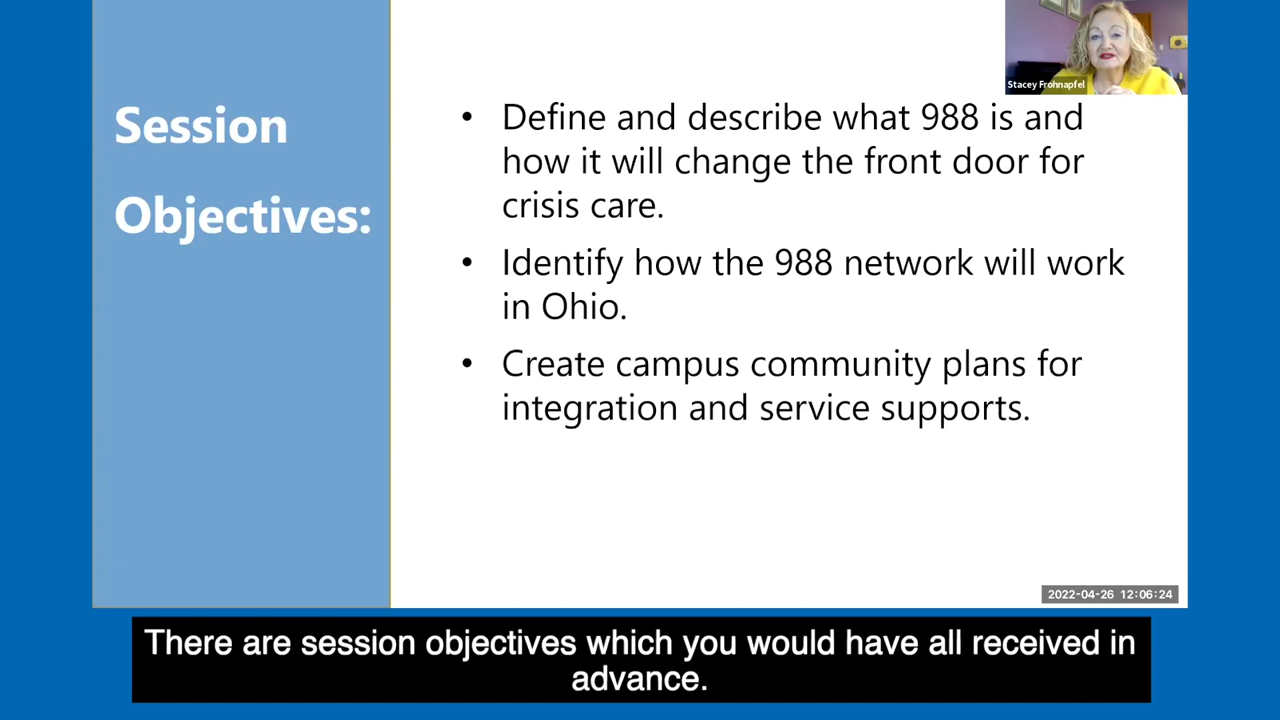 Session
Objectives:
Stacey Frohnapfel
• Define and describe what 988 is and
how it will change the front door for
crisis care.
• Identify how the 988 network will work
in Ohio.
• Create campus community plans for
integration and service supports.
2022-04-26 12:06:24
There are session objectives which you would have all received in
advance.